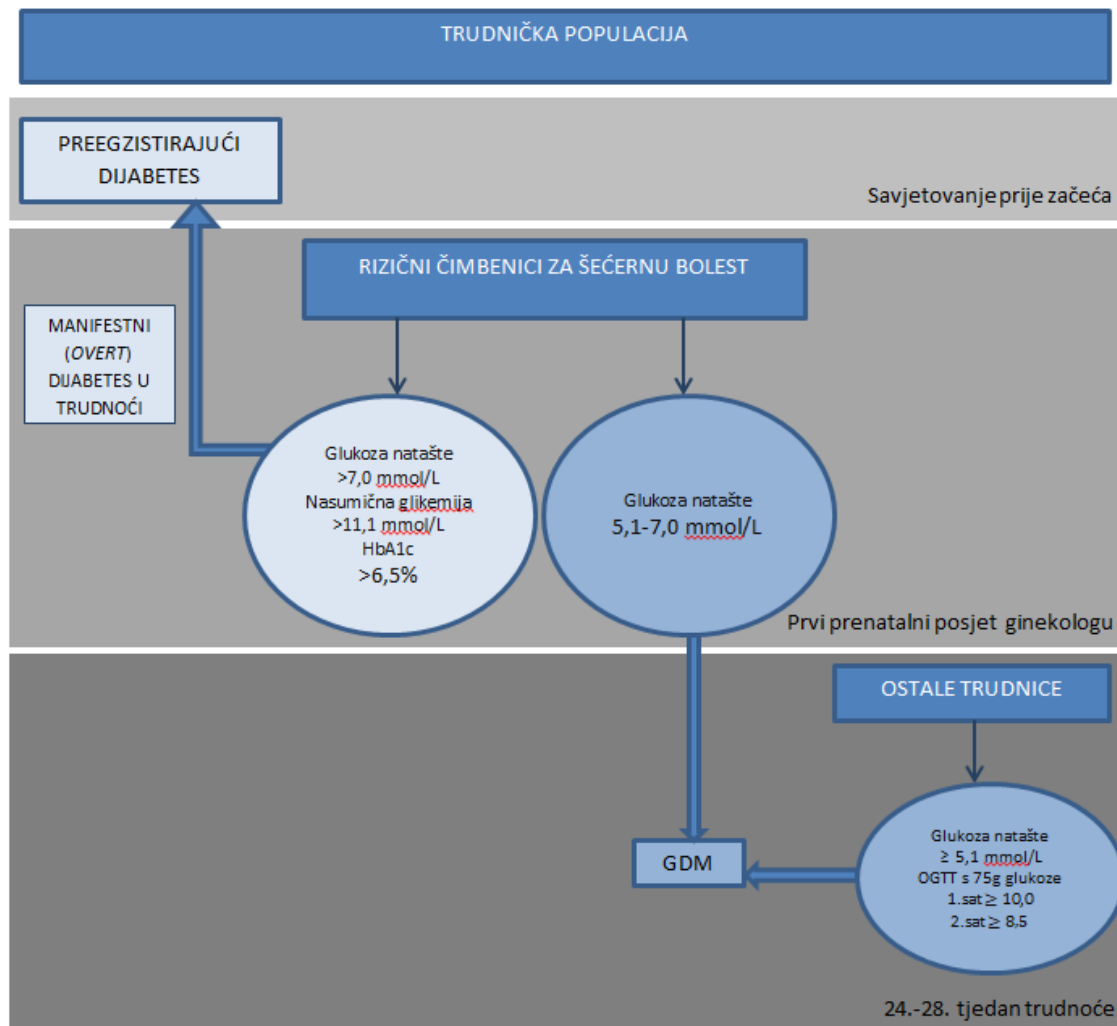 TRUDNIČKA POPULACIJA
PREEGZISTIRAJUĆI
DIJABETES
Savjetovanje prije začeća
RIZIČNI ČIMBENICI ZA ŠEĆERNU BOLEST
MANIFESTNI
(OVERT)
DIJABETES U
TRUDNOĆI
Glukoza natašte
>7,0 mmol/L
Nasumična glikemija
>11,1 mmol/L
HbA1c
>6,5%
Glukoza natašte
5,1-7,0 mmol/L
Prvi prenatalni posjet ginekologu
OSTALE TRUDNICE
Glukoza natašte
≥ 5,1 mmol/L
OGTT s 75g glukoze
1.sat ≥ 10,0
2.sat ≥ 8,5
GDM
24.-28. tjedan trudnoće